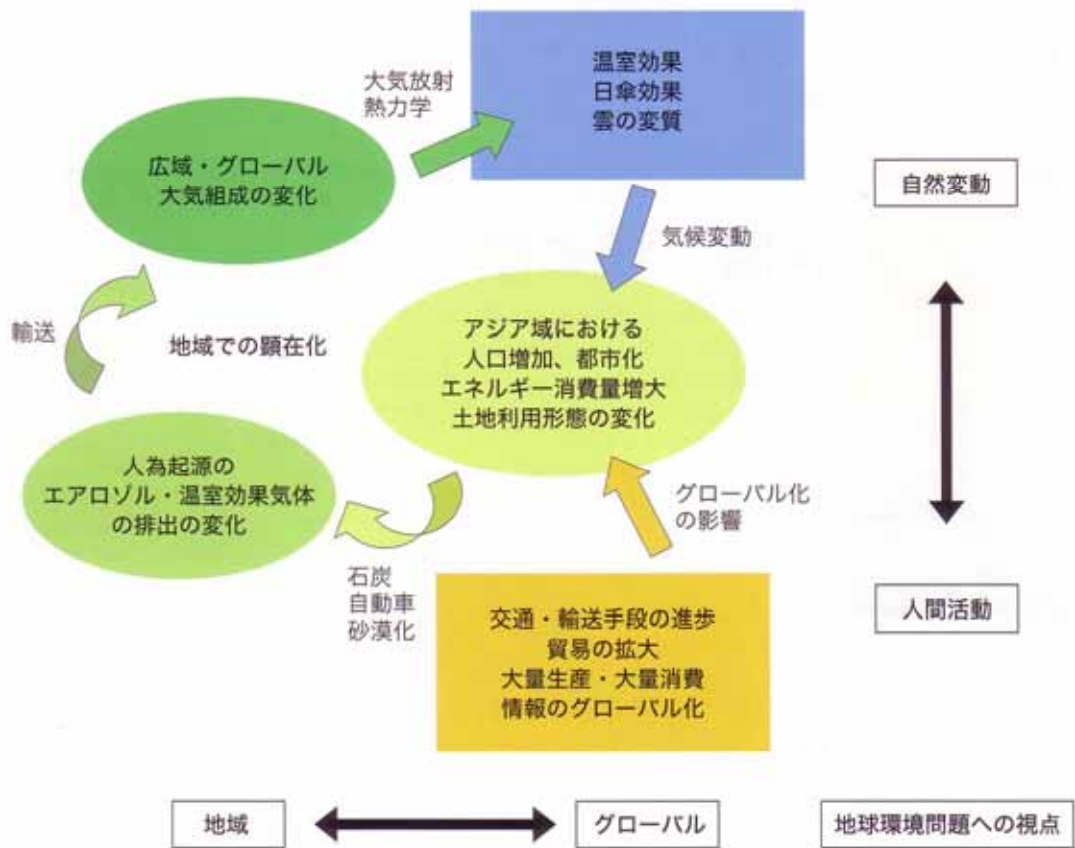 温室効果
日傘効果
雲の変質
大気放射
熱力学
広域・グローバル
大気組成の変化
自然変動
気候変動
輸送
地域での顕在化
アジア域における
人口増加、都市化
エネルギー消費量増大
土地利用形態の変化
人為起源の
エアロゾル・温室効果気体
の排出の変化
グローバル化
の影響
石炭
自動車
砂漠化
人間活動
交通・輸送手段の進歩
貿易の拡大
大量生産・大量消費
情報のグローバル化
地域
グローバル
地球環境問題への視点